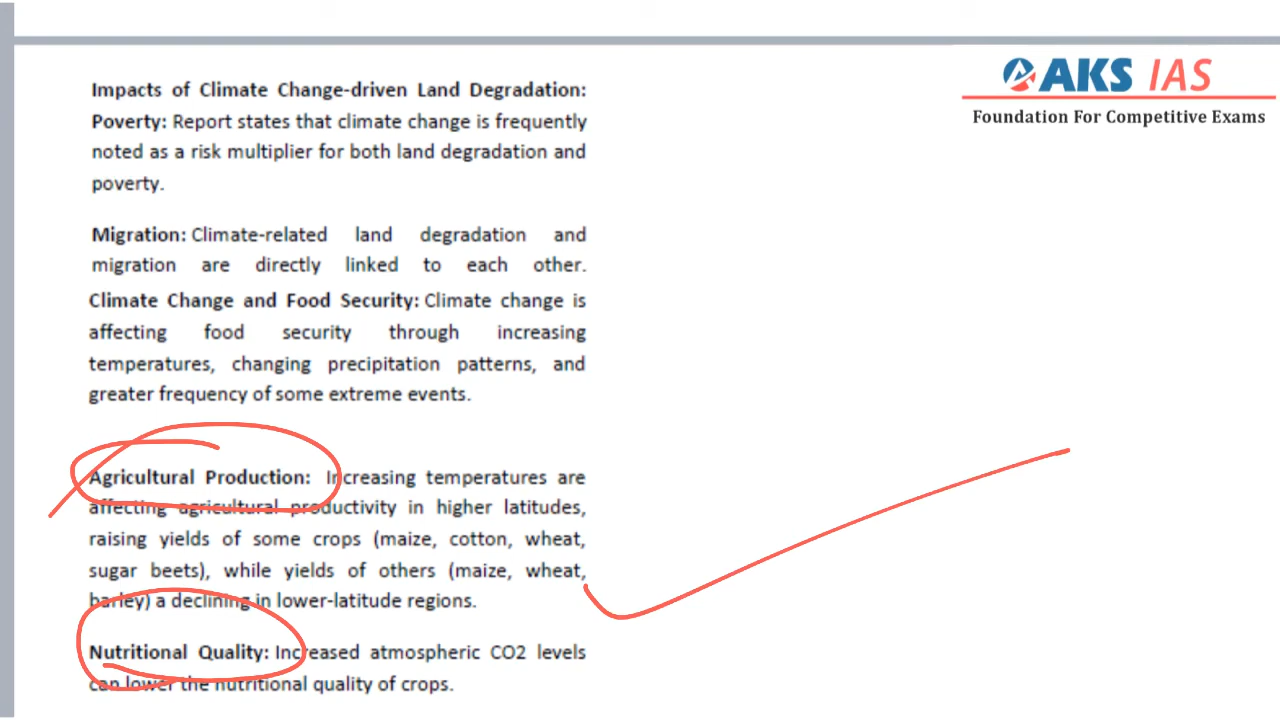 AKS IAS
Foundation For Competitive Exams
Impacts of Climate Change-driven Land Degradation:
Poverty: Report states that climate change is frequently
noted as a risk multiplier for both land degradation and
poverty.
Migration: Climate-related land degradation and
migration are directly linked to each other.
Climate Change and Food Security: Climate change is
affecting food security through increasing
temperatures, changing precipitation patterns, and
greater frequency of some extreme events.
Agricultural Production: Increasing temperatures are
affecting agricultural productivity in higher latitudes,
raising yields of some crops (maize, cotton, wheat,
sugar beets), while yields of others (maize, wheat,
barley) a declining in lower-latitude regions.
Nutritional Quality: Increased atmospheric CO2 levels
can lower the nutritional quality of crops.